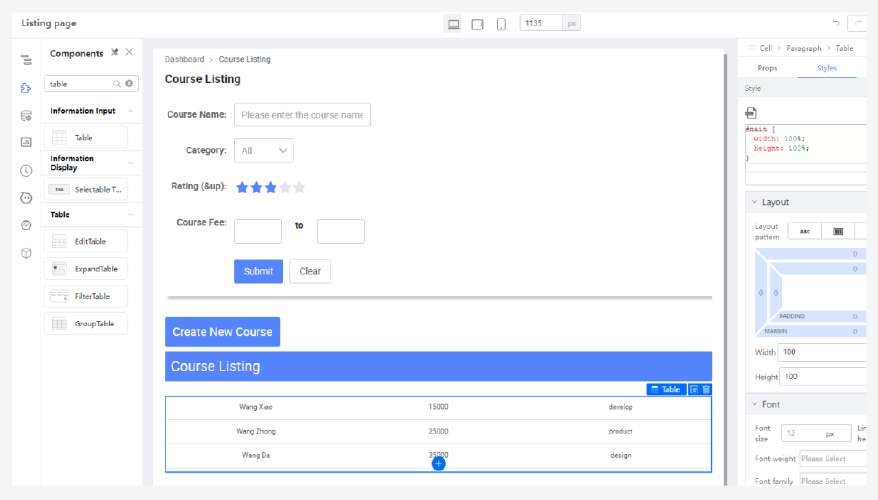 Listing page
1135 px
Components
table
Information Input
Table
Information
Display
Selectable T...
Table
EditTable
ExpandTable
FilterTable
GroupTable
Dashboard > Course Listing
Course Listing
Course Name: Please enter the course name
Category: All
Rating (&up):
Course Fee: to
Submit Clear
Create New Course
Course Listing
Table
Wang Xiao 15000 develop
Wang Zhong 25000 product
Wang Da 35000 design
Cell > Paragraph > Table
Props Styles
Style
#main {
width: 100%;
height: 100%;
}
Layout
Layout
pattern
0
0
0 0
PADDING 0
MARGIN 0
Width 100
Height 100
Font
Font
size 12 px Lin
he
Font weight Please Select
Font family Please Select